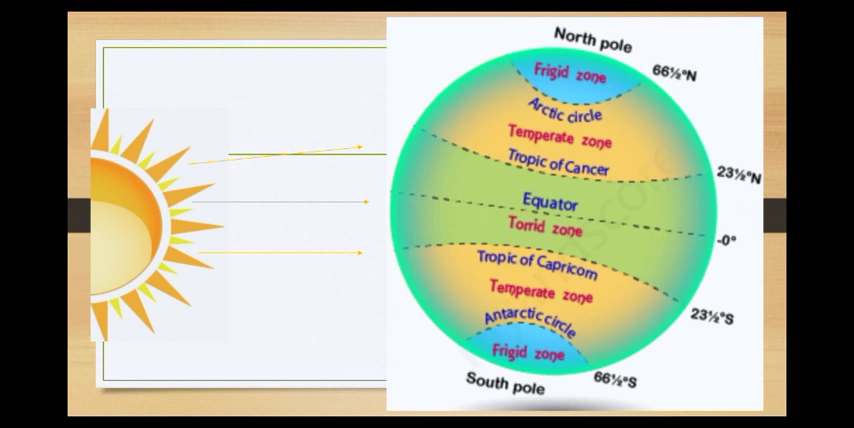 North pole
66½°N
Frigid zone
Arctic circle
Temperate zone
Tropic of Cancer
23½°N
Equator
Torrid zone
-0°
Tropic of Capricorn
Temperate zone
23½°S
Antarctic circle
Frigid zone
South pole
66½°S